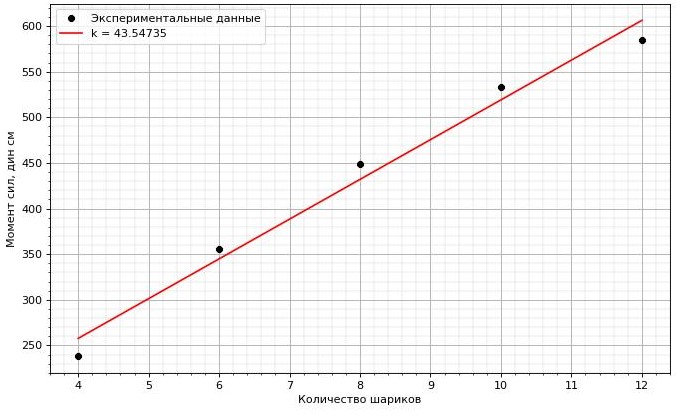 Экспериментальные данные
k = 43.54735
Момент сил, дин см
600
550
500
450
400
350
300
250
4 5 6 7 8 9 10 11 12
Количество шариков